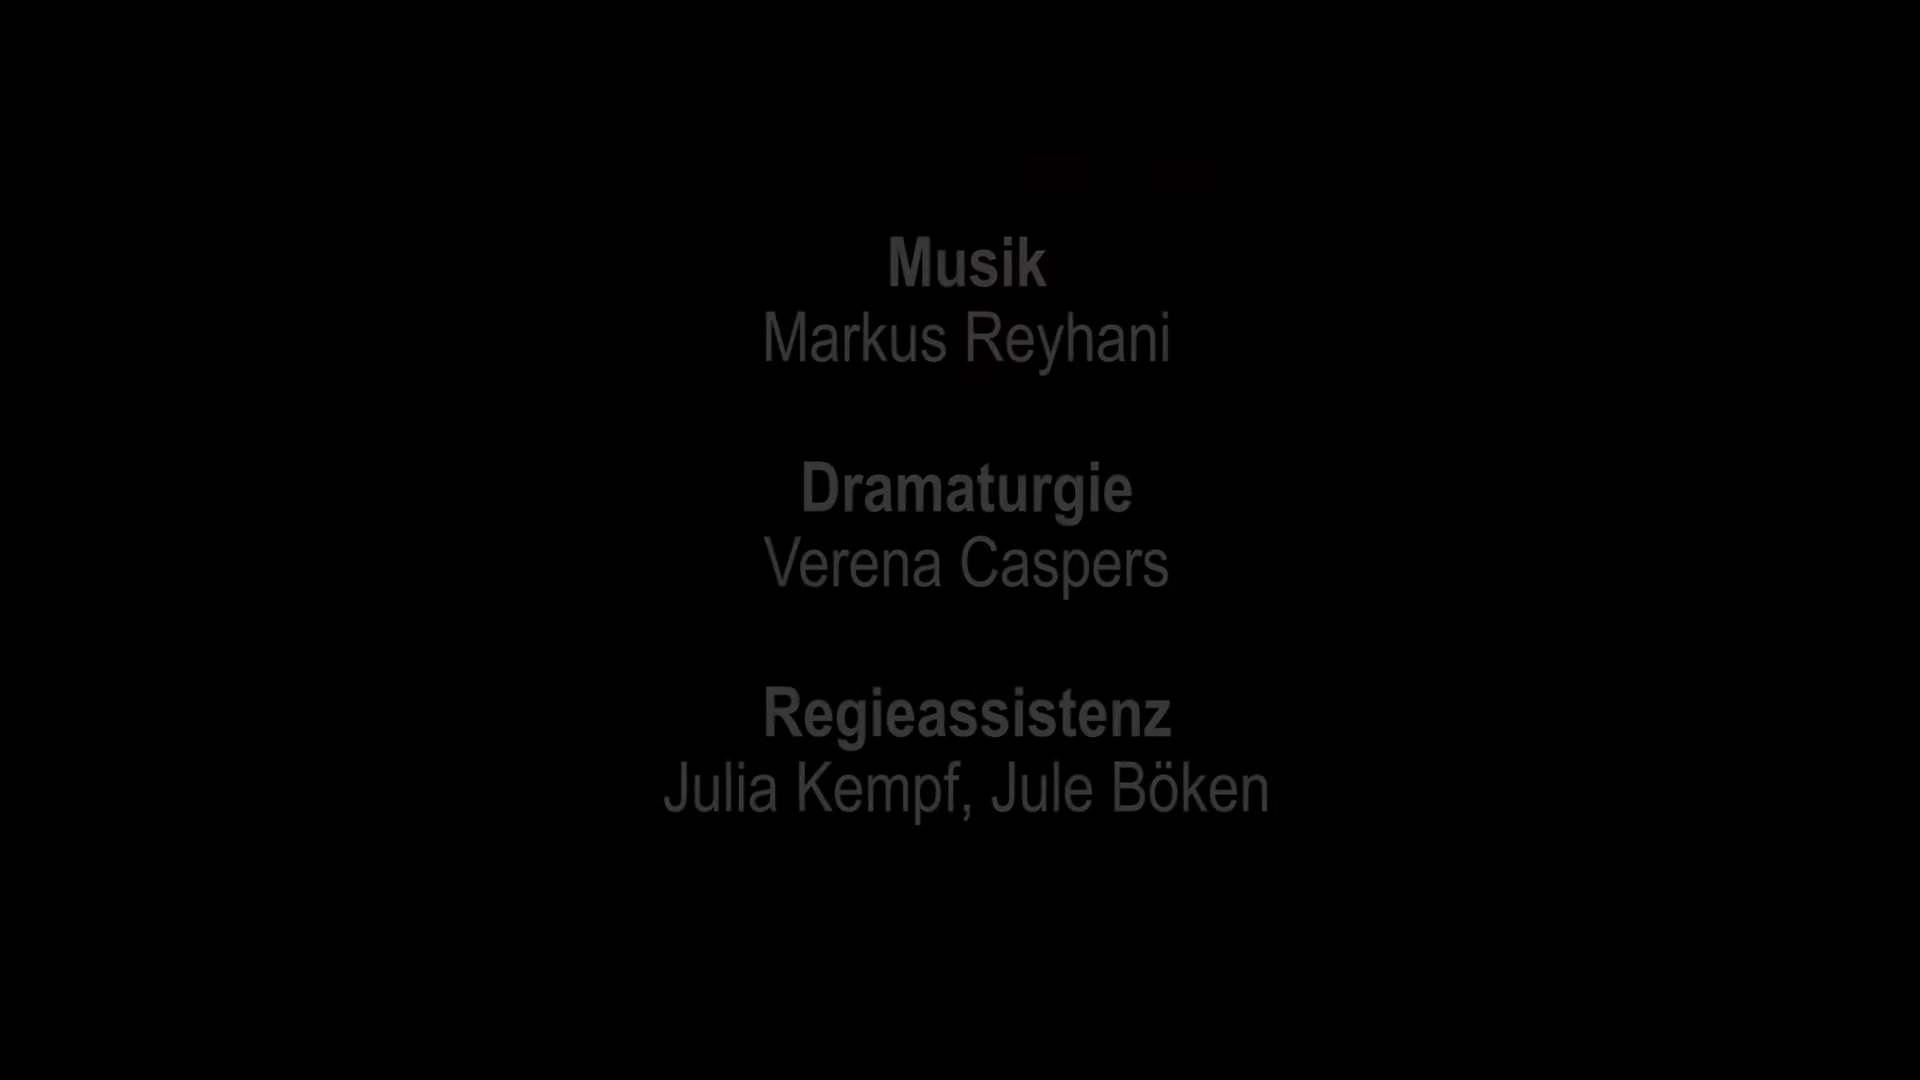 Musik
Markus Reyhani
Dramaturgie
Verena Caspers
Regieassistenz
Julia Kempf, Jule Böken